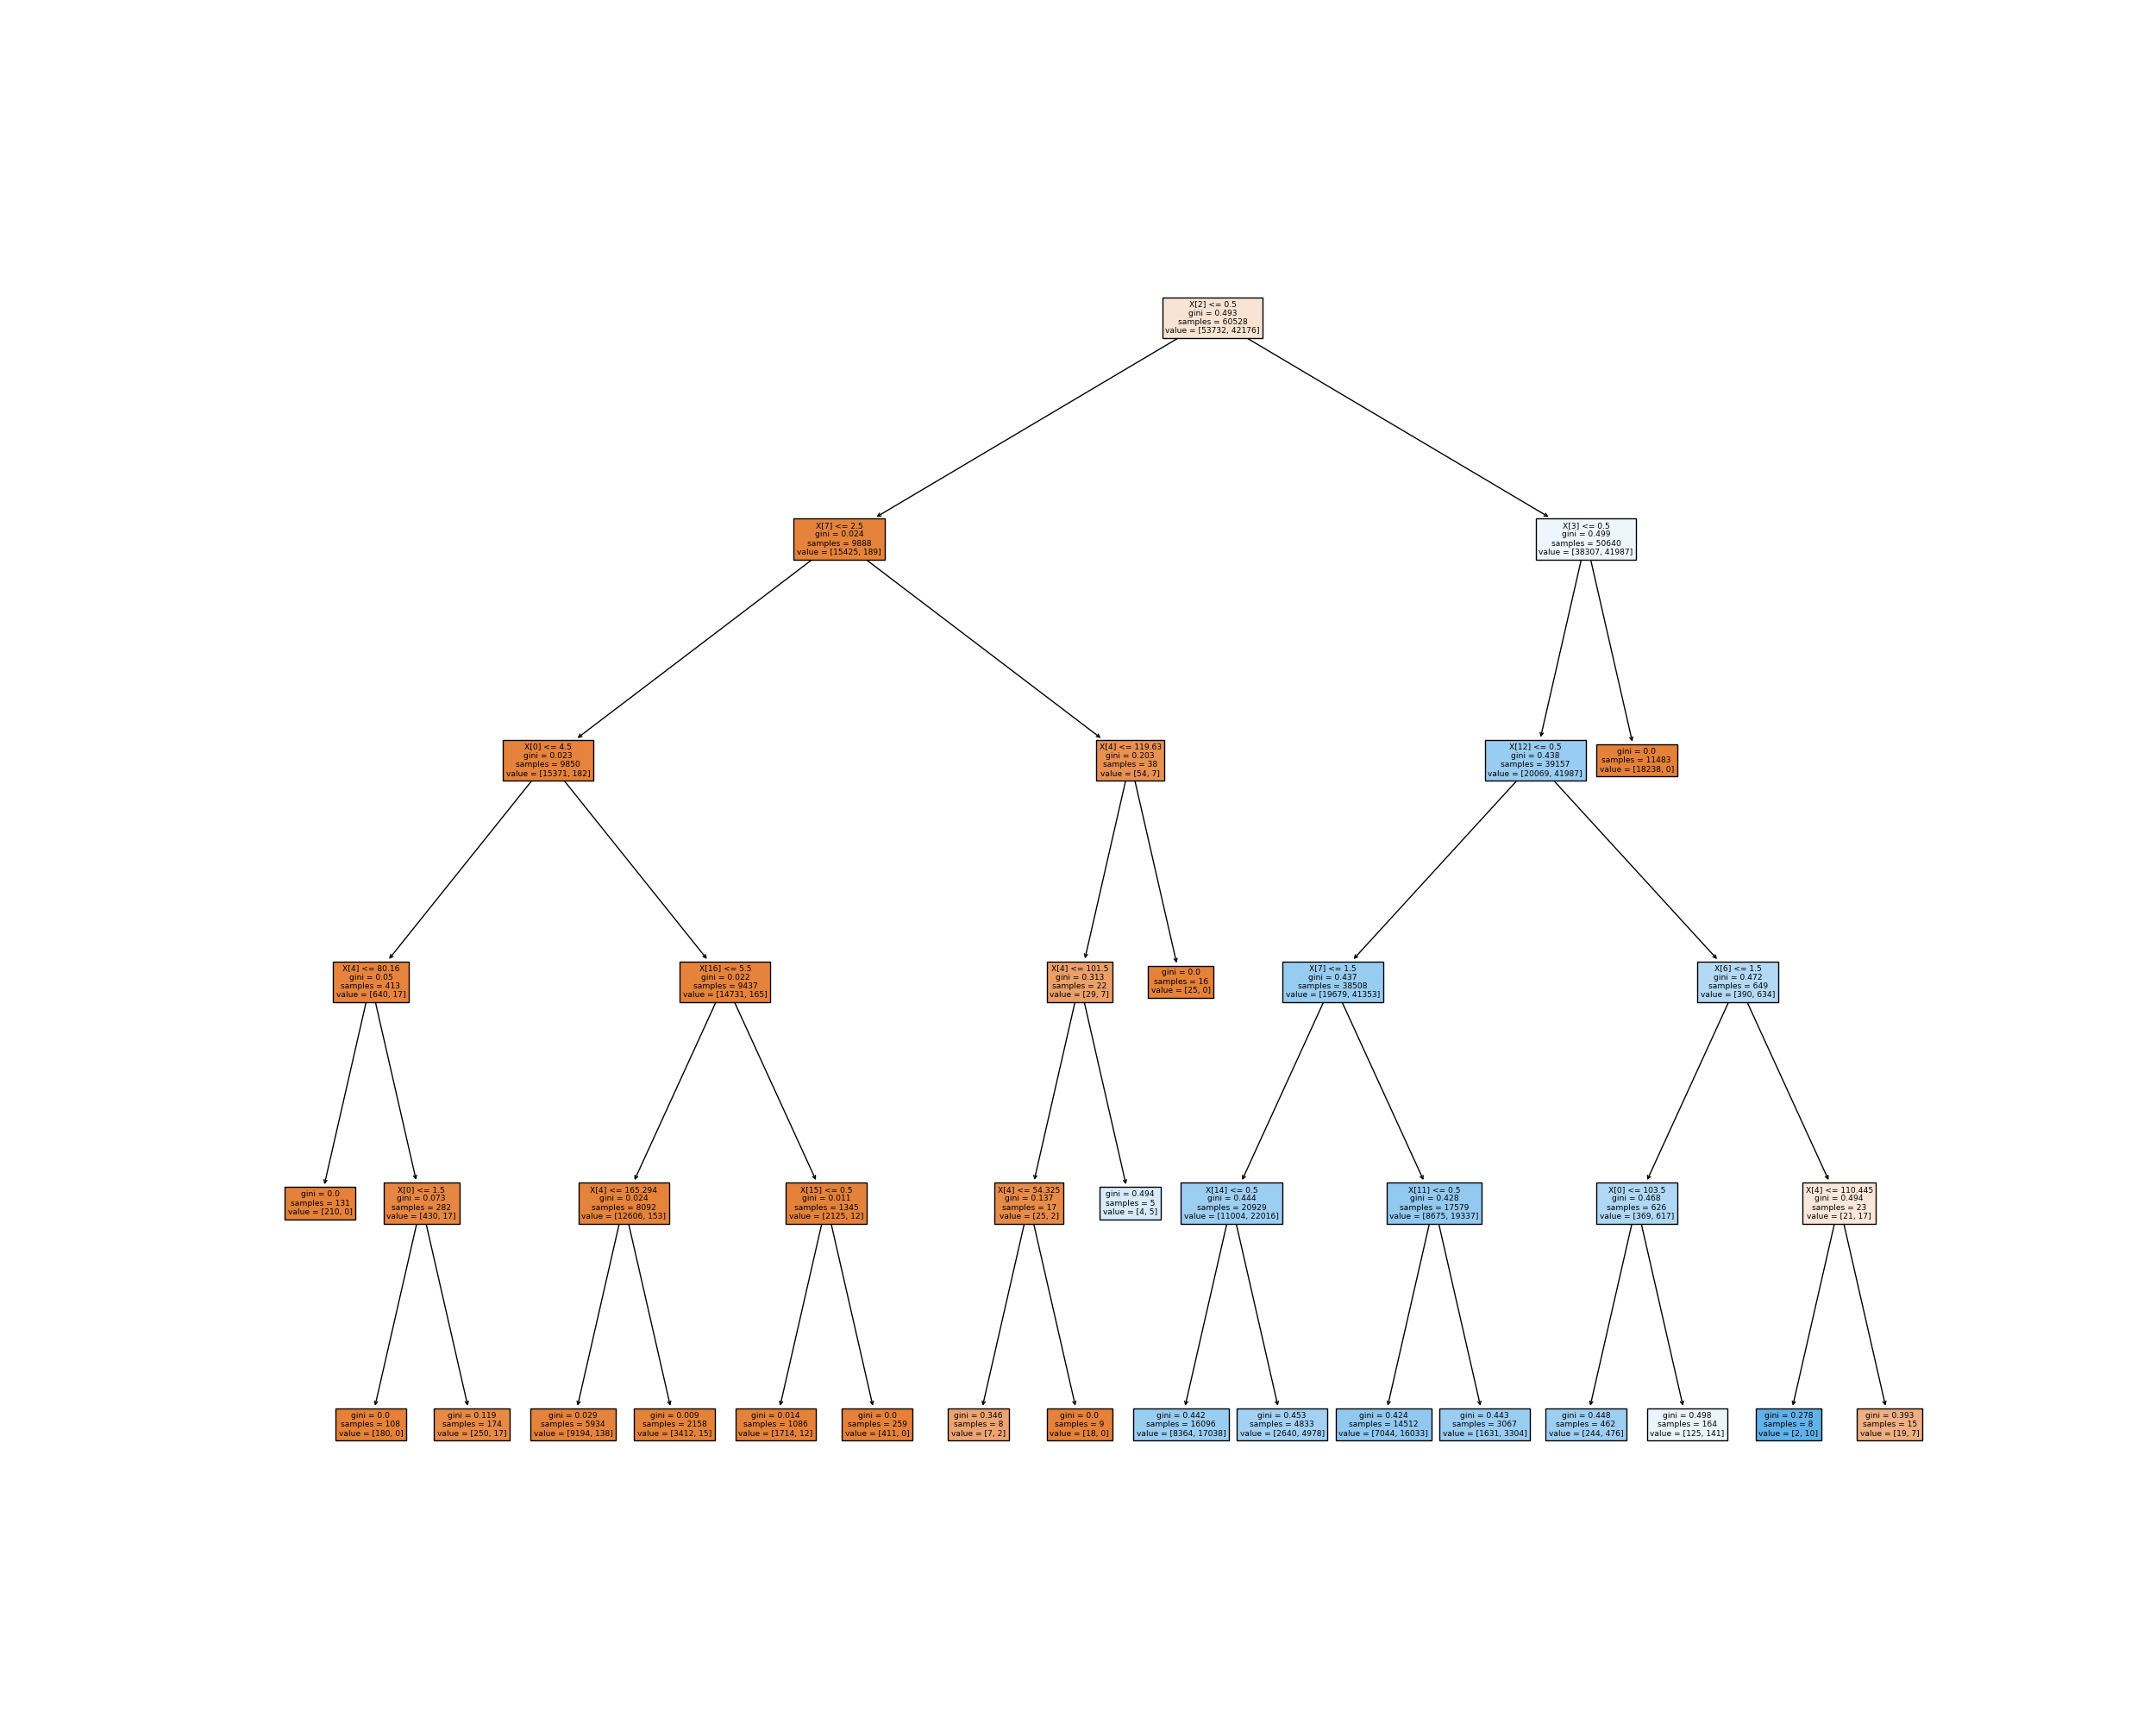 X[2] <= 0.5
gini = 0.493
samples = 60528
value = [53732, 42176]
X[7] <= 2.5
gini = 0.024
samples = 9888
value = [15425, 189]
X[3] <= 0.5
gini = 0.499
samples = 50640
value = [38307, 41987]
X[0] <= 4.5
gini = 0.023
samples = 9850
value = [15371, 182]
X[4] <= 119.63
gini = 0.203
samples = 38
value = [54, 7]
X[12] <= 0.5
gini = 0.438
samples = 39157
value = [20069, 41987]
gini = 0.0
samples = 11483
value = [18238, 0]
X[4] <= 80.16
gini = 0.05
samples = 413
value = [640, 17]
X[16] <= 5.5
gini = 0.022
samples = 9437
value = [14731, 165]
X[4] <= 101.5
gini = 0.313
samples = 22
value = [29, 7]
gini = 0.0
samples = 16
value = [25, 0]
X[7] <= 1.5
gini = 0.437
samples = 38508
value = [19679, 41353]
X[6] <= 1.5
gini = 0.472
samples = 649
value = [390, 634]
gini = 0.0
samples = 131
value = [210, 0]
X[0] <= 1.5
gini = 0.073
samples = 282
value = [430, 17]
X[4] <= 165.294
gini = 0.024
samples = 8092
value = [12606, 153]
X[15] <= 0.5
gini = 0.011
samples = 1345
value = [2125, 12]
X[4] <= 54.325
gini = 0.137
samples = 17
value = [25, 2]
gini = 0.494
samples = 5
value = [4, 5]
X[14] <= 0.5
gini = 0.444
samples = 20929
value = [11004, 22016]
X[11] <= 0.5
gini = 0.428
samples = 17579
value = [8675, 19337]
X[0] <= 103.5
gini = 0.468
samples = 626
value = [369, 617]
X[4] <= 110.445
gini = 0.494
samples = 23
value = [21, 17]
gini = 0.0
samples = 108
value = [180, 0]
gini = 0.119
samples = 174
value = [250, 17]
gini = 0.029
samples = 5934
value = [9194, 138]
gini = 0.009
samples = 2158
value = [3412, 15]
gini = 0.014
samples = 1086
value = [1714, 12]
gini = 0.0
samples = 259
value = [411, 0]
gini = 0.346
samples = 8
value = [7, 2]
gini = 0.0
samples = 9
value = [18, 0]
gini = 0.442
samples = 16096
value = [8364, 17038]
gini = 0.453
samples = 4833
value = [2640, 4978]
gini = 0.424
samples = 14512
value = [7044, 16033]
gini = 0.443
samples = 3067
value = [1631, 3304]
gini = 0.448
samples = 462
value = [244, 476]
gini = 0.498
samples = 164
value = [125, 141]
gini = 0.278
samples = 8
value = [2, 10]
gini = 0.393
samples = 15
value = [19, 7]